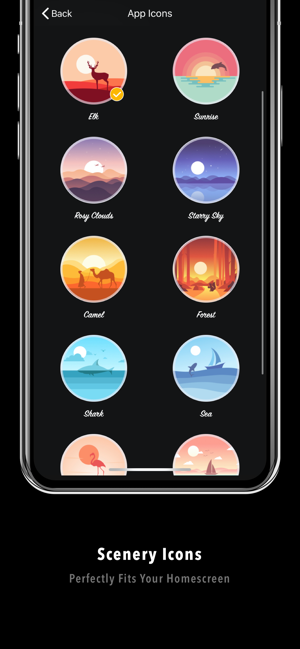 Back
App Icons
Elk
Sunrise
Rosy Clouds
Starry Sky
Camel
Forest
Shark
Sea
Scenery Icons
Perfectly Fits Your Homescreen